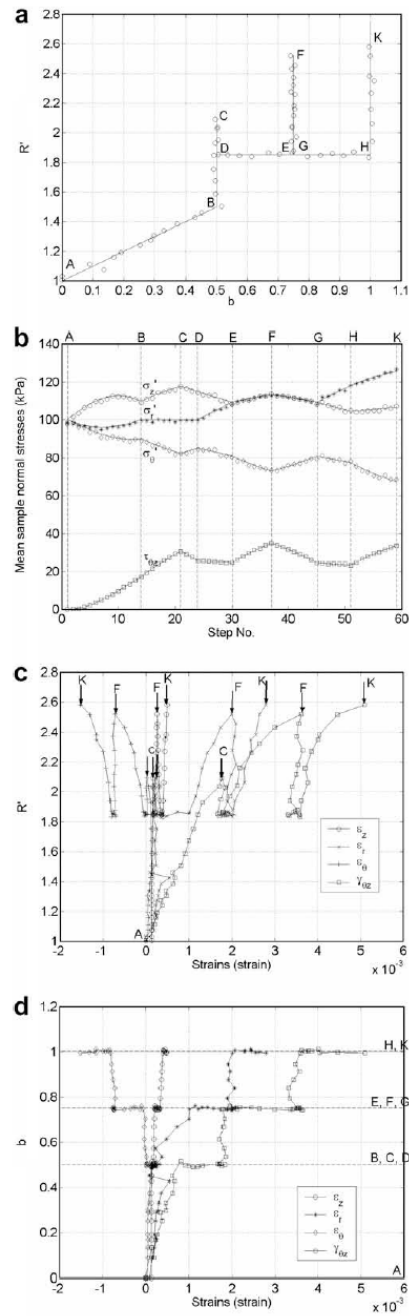 a
2.8
2.6
2.4
2.2
2
1.8
1.6
1.4
1.2
1
R'
K
F
C
D
E
G
H
B
A
0 0.1 0.2 0.3 0.4 0.5 0.6 0.7 0.8 0.9 1 1.1
b
b
A B C D E F G H K
140
120
100
80
60
40
20
0
Mean sample normal stresses (kPa)
σz'
σr'
σθ'
τθz
0 10 20 30 40 50 60
Step No.
c
2.8
2.6
2.4
2.2
2
1.8
1.6
1.4
1.2
1
R'
K F F K F K F K
C C
A
εz
εr
εθ
γθz
-2 -1 0 1 2 3 4 5 6
Strains (strain) x 10⁻³
d
1.2
1
0.8
0.6
0.4
0.2
0
b
H, K
E, F, G
B, C, D
A
εz
εr
εθ
γθz
-2 -1 0 1 2 3 4 5 6
Strains (strain) x 10⁻³